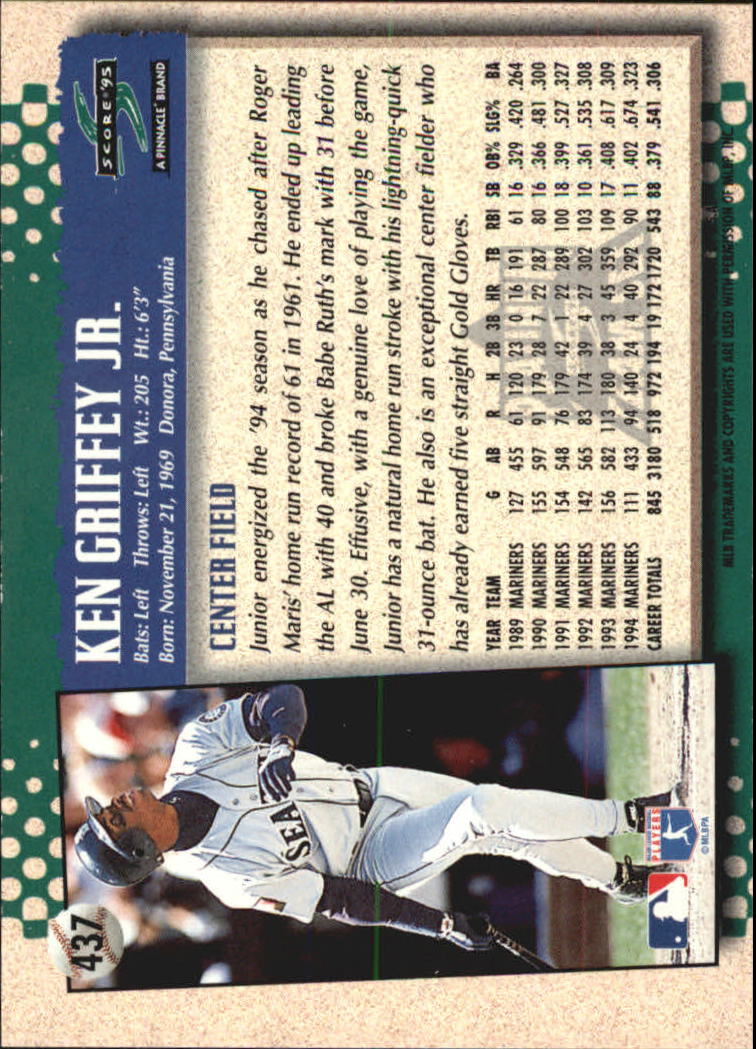 437
KEN GRIFFEY JR.
Bats: Left Throws: Left Wt.: 205 Ht.: 6'3"
Born: November 21, 1969 Donora, Pennsylvania
SCORE '95
A PINNACLE BRAND
CENTER FIELD
Junior energized the '94 season as he chased after Roger
Maris' home run record of 61 in 1961. He ended up leading
the AL with 40 and broke Babe Ruth's mark with 31 before
June 30. Effusive, with a genuine love of playing the game,
Junior has a natural home run stroke with his lightning-quick
31-ounce bat. He also is an exceptional center fielder who
has already earned five straight Gold Gloves.
YEAR TEAM G AB R H 2B 3B HR TB RBI SB OB% SLG% BA
1989 MARINERS 127 455 61 120 23 0 16 191 61 16 .329 .420 .264
1990 MARINERS 155 597 91 179 28 7 22 287 80 16 .366 .481 .300
1991 MARINERS 154 548 76 179 42 1 22 289 100 18 .399 .527 .327
1992 MARINERS 142 565 83 174 39 4 27 302 103 10 .361 .535 .308
1993 MARINERS 156 582 113 180 38 3 45 359 109 17 .408 .617 .309
1994 MARINERS 111 433 94 140 24 4 40 292 90 11 .402 .674 .323
CAREER TOTALS 845 3180 518 972 194 19 172 1720 543 88 .379 .541 .306
SEA
PLAYERS
© MLBPA
MLB TRADEMARKS AND COPYRIGHTS ARE USED WITH PERMISSION OF MLBP, INC.